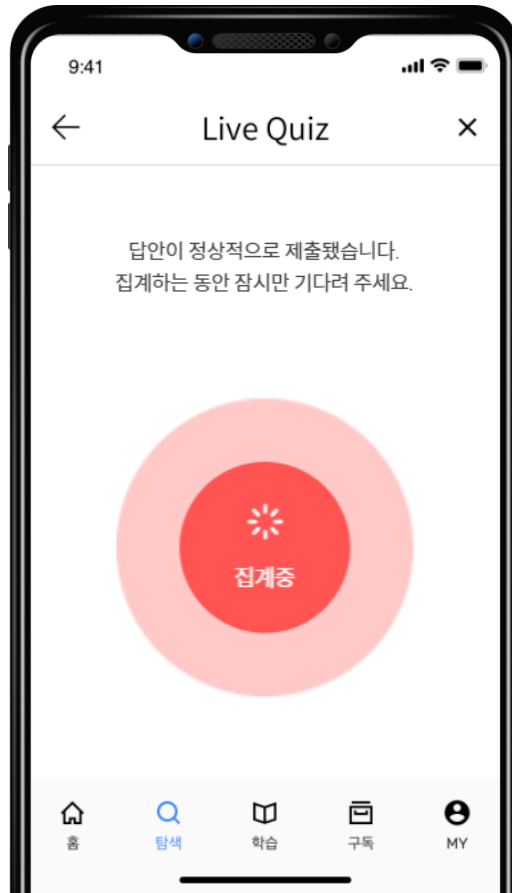 9:41
Live Quiz
답안이 정상적으로 제출됐습니다.
집계하는 동안 잠시만 기다려 주세요.
집계중
홈
탐색
학습
구독
MY